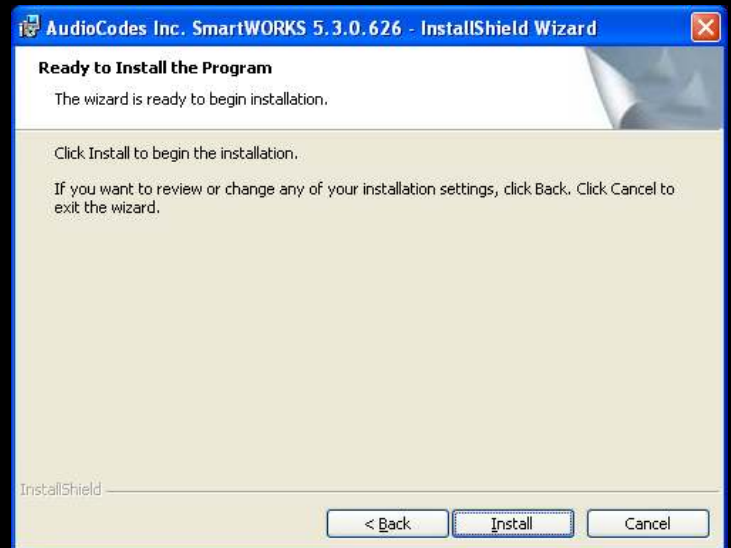 AudioCodes Inc. SmartWORKS 5.3.0.626 - InstallShield Wizard
Ready to Install the Program
The wizard is ready to begin installation.
Click Install to begin the installation.
If you want to review or change any of your installation settings, click Back. Click Cancel to
exit the wizard.
InstallShield
< Back
Install
Cancel